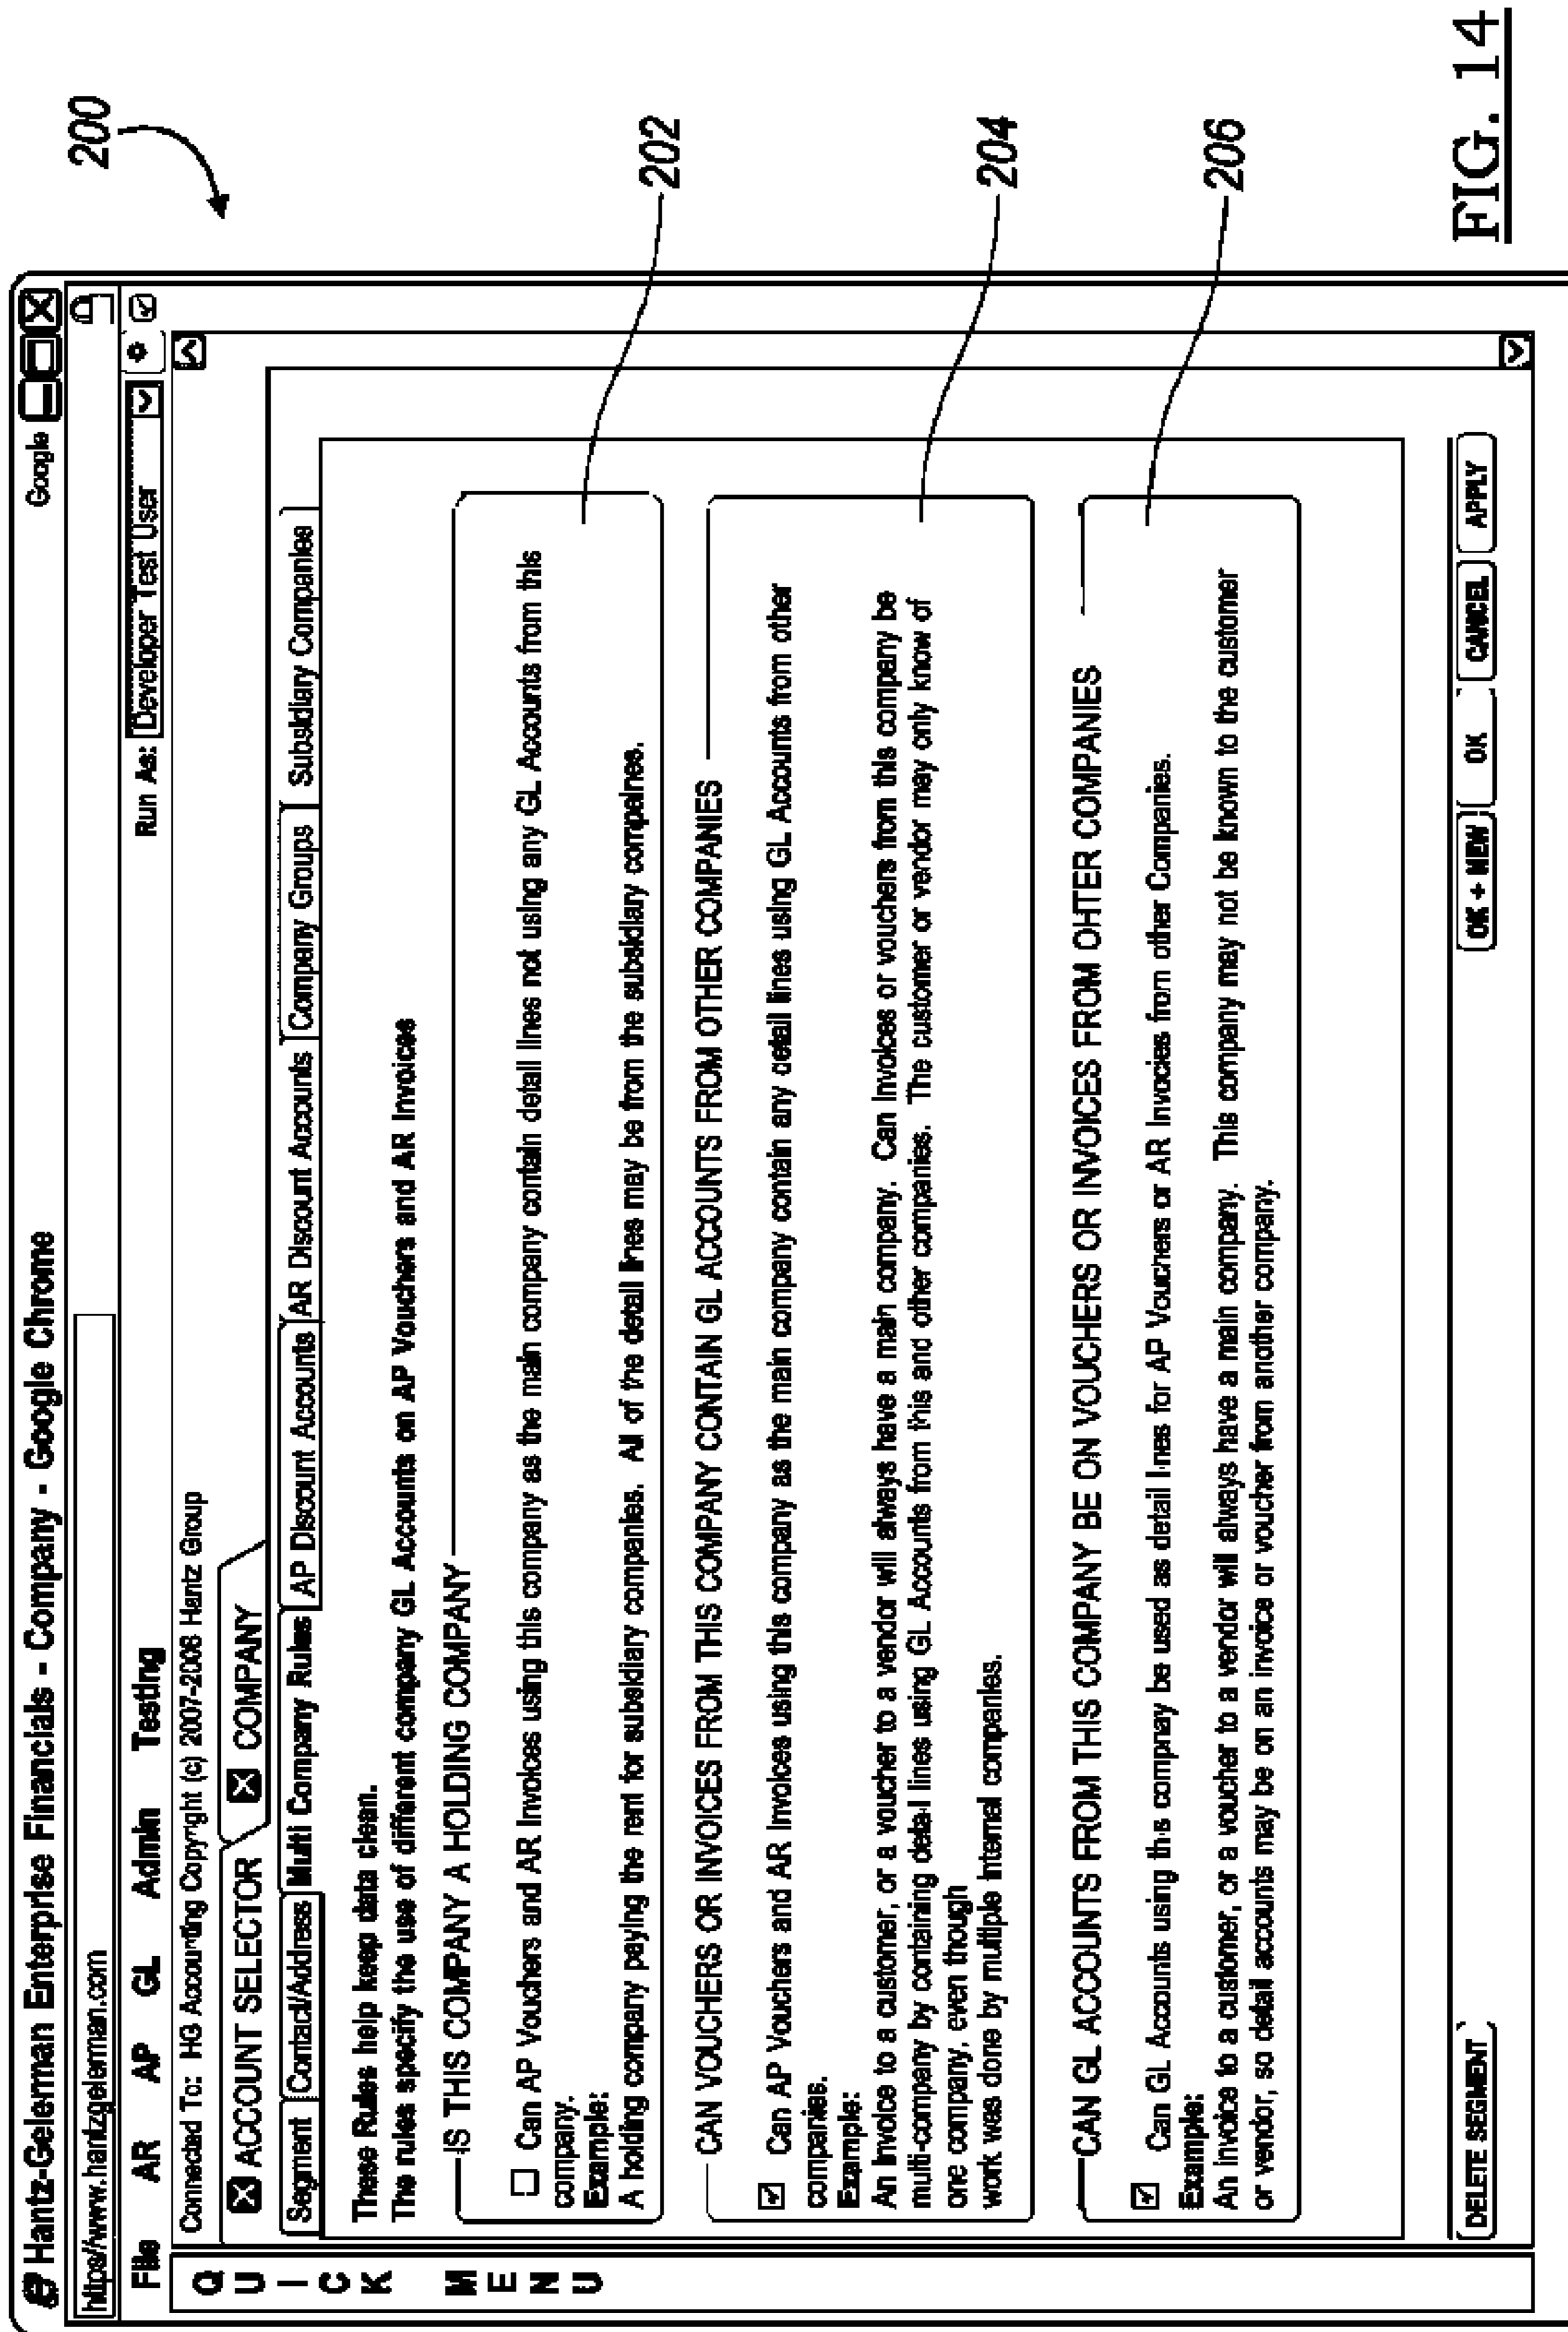 Hantz-Gelerman Enterprise Financials - Company - Google Chrome
Google
https//www.hantzgelerman.com
File AR AP GL Admin Testing
Run As: Developer Test User
Connected To: HG Accounting Copyright (c) 2007-2008 Hantz Group
ACCOUNT SELECTOR COMPANY
QUICK MENU
Segment Contact/Address Multi Company Rules AP Discount Accounts AR Discount Accounts Company Groups Subsidiary Companies
These Rules help keep data clean.
The rules specify the use of different company GL Accounts on AP Vouchers and AR Invoices
IS THIS COMPANY A HOLDING COMPANY
Can AP Vouchers and AR Invoices using this company as the main company contain detail lines not using any GL Accounts from this
company.
Example:
A holding company paying the rent for subsidiary companies. All of the detail lines may be from the subsidiary compaines.
CAN VOUCHERS OR INVOICES FROM THIS COMPANY CONTAIN GL ACCOUNTS FROM OTHER COMPANIES
Can AP Vouchers and AR Invoices using this company as the main company contain any detail lines using GL Accounts from other
companies.
Example:
An invoice to a customer, or a voucher to a vendor will always have a main company. Can invoices or vouchers from this company be
multi-company by containing detail lines using GL Accounts from this and other companies. The customer or vendor may only know of
one company, even though
work was done by multiple internal companies.
CAN GL ACCOUNTS FROM THIS COMPANY BE ON VOUCHERS OR INVOICES FROM OHTER COMPANIES
Can GL Accounts using this compnay be used as detail lines for AP Vouchers or AR Invocies from other Companies.
Example:
An invoice to a customer, or a voucher to a vendor will always have a main company. This company may not be known to the customer
or vendor, so detail accounts may be on an invoice or voucher from another company.
DELETE SEGMENT OK + NEW OK CANCEL APPLY
200
202
204
206
FIG. 14